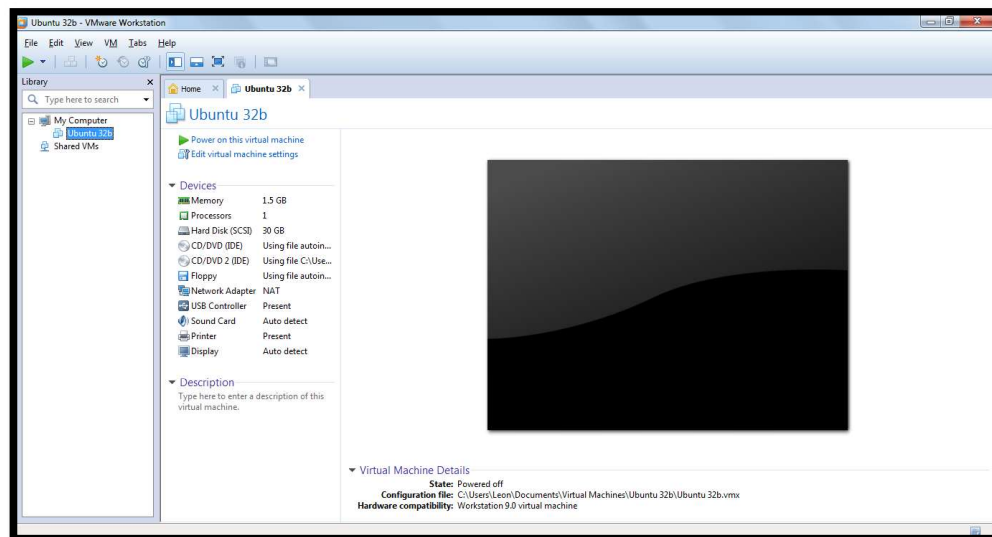 Ubuntu 32b - VMware Workstation
File Edit View VM Tabs Help
Library
Type here to search
My Computer
Ubuntu 32b
Shared VMs
Home
Ubuntu 32b
Ubuntu 32b
Power on this virtual machine
Edit virtual machine settings
Devices
Memory 1.5 GB
Processors 1
Hard Disk (SCSI) 30 GB
CD/DVD (IDE) Using file autoin...
CD/DVD 2 (IDE) Using file C:\Use...
Floppy Using file autoin...
Network Adapter NAT
USB Controller Present
Sound Card Auto detect
Printer Present
Display Auto detect
Description
Type here to enter a description of this
virtual machine.
Virtual Machine Details
State: Powered off
Configuration file: C:\Users\Leon\Documents\Virtual Machines\Ubuntu 32b\Ubuntu 32b.vmx
Hardware compatibility: Workstation 9.0 virtual machine